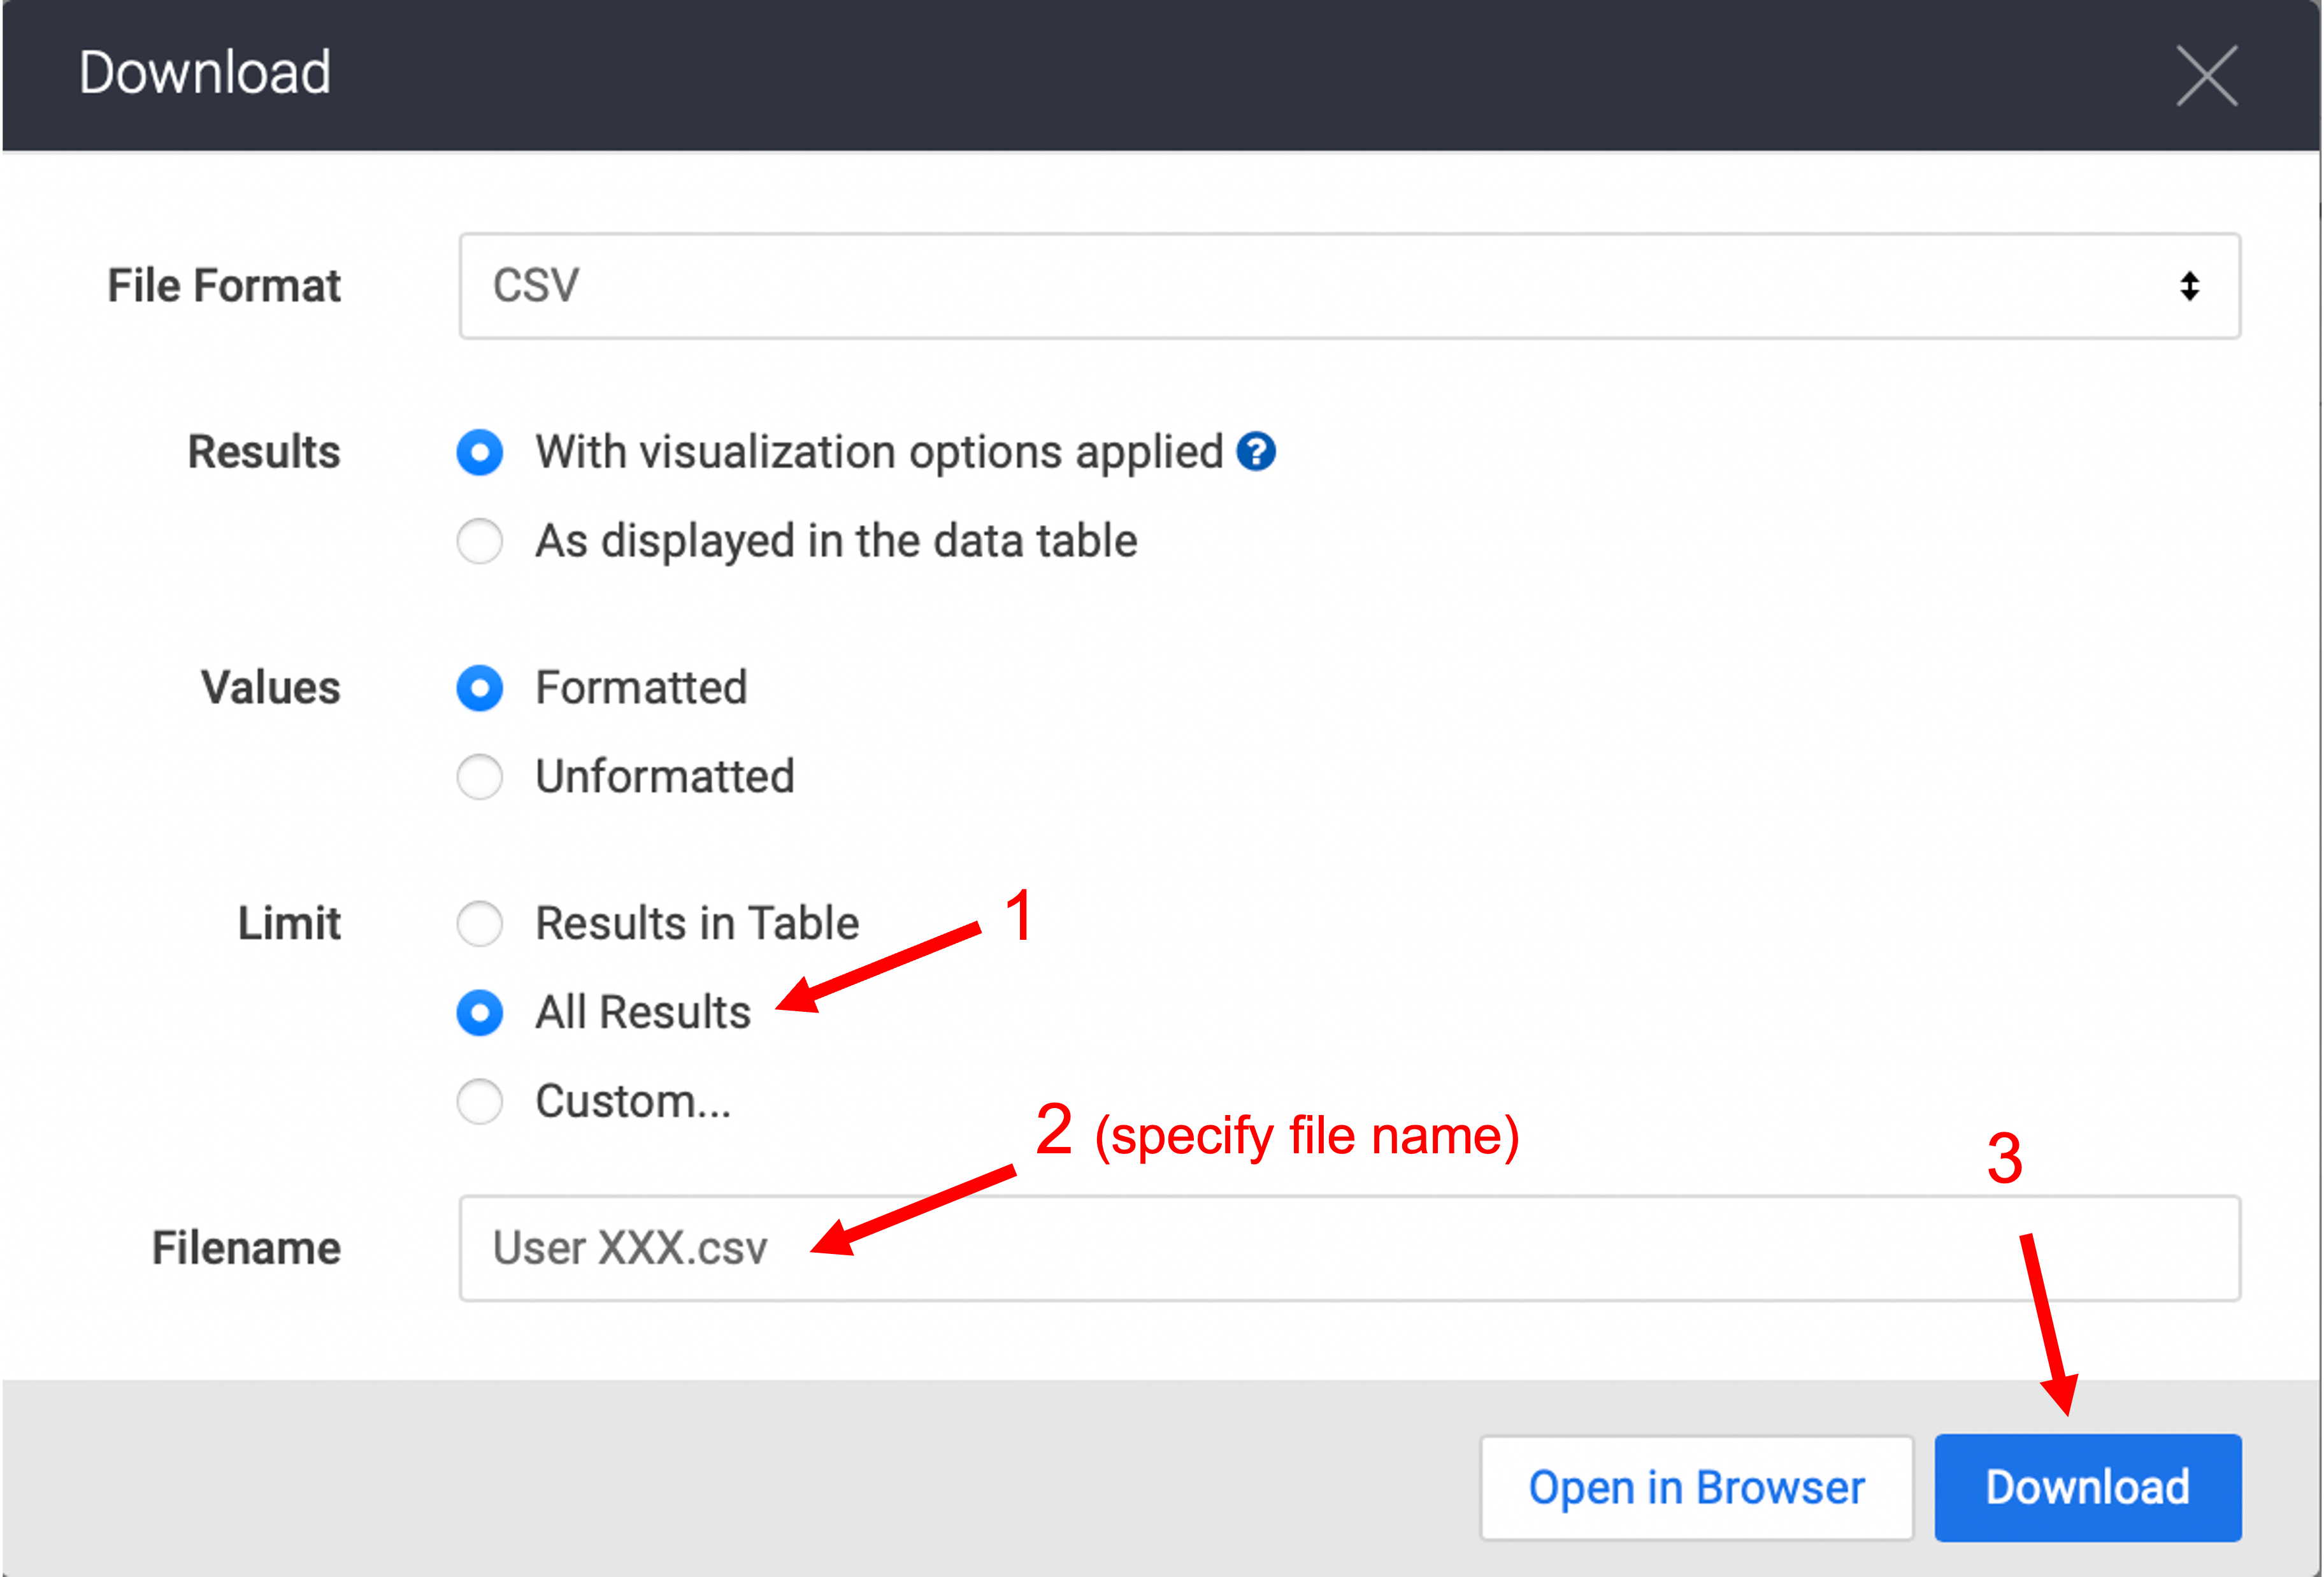 Download
File Format CSV
Results With visualization options applied ?
As displayed in the data table
Values Formatted
Unformatted
Limit Results in Table 1
All Results
Custom...
2 (specify file name) 3
Filename User XXX.csv
Open in Browser Download